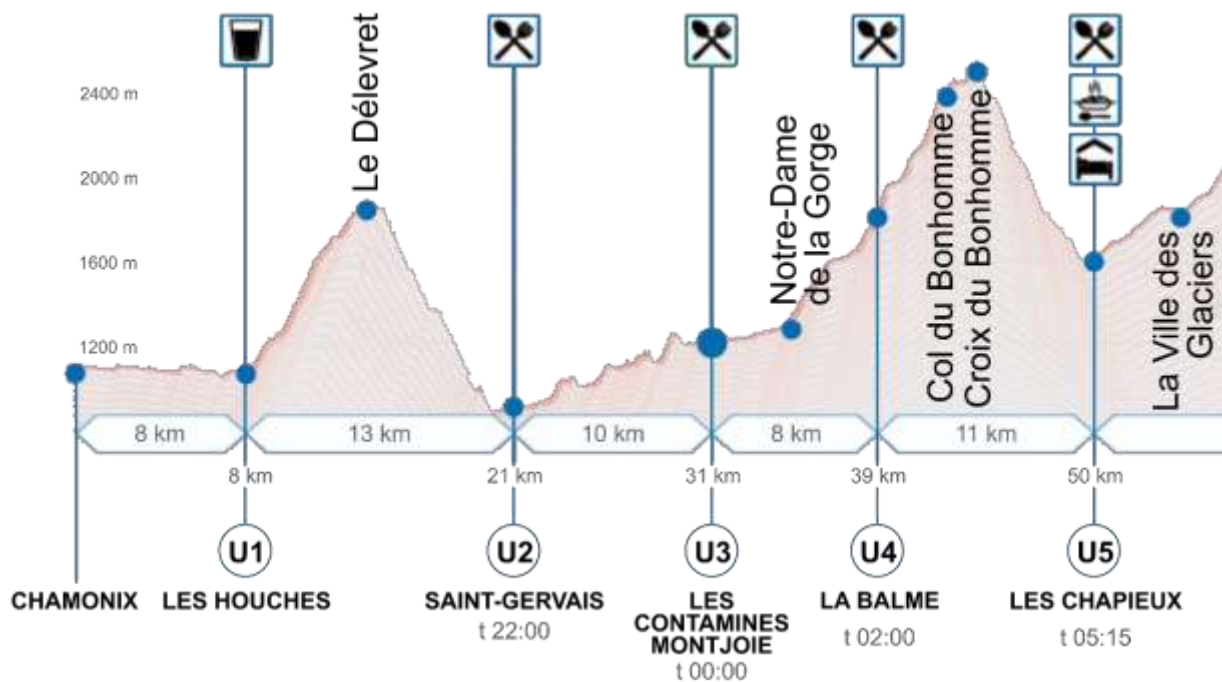 2400 m
2000 m
1600 m
1200 m
Le Délevret
Notre-Dame
de la Gorge
Col du Bonhomme
Croix du Bonhomme
La Ville des
Glaciers
8 km
13 km
10 km
8 km
11 km
8 km
21 km
31 km
39 km
50 km
U1
U2
U3
U4
U5
CHAMONIX
LES HOUCHES
SAINT-GERVAIS
t 22:00
LES
CONTAMINES
MONTJOIE
t 00:00
LA BALME
t 02:00
LES CHAPIEUX
t 05:15